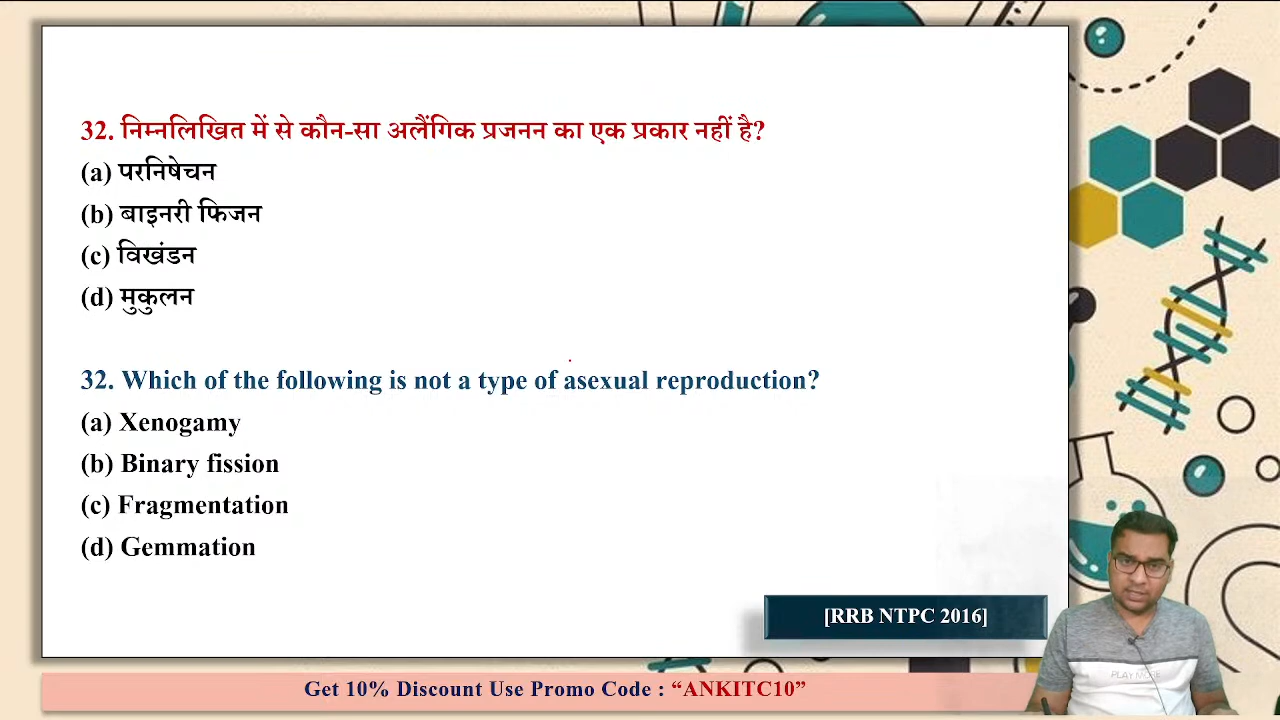 32. निम्नलिखित में से कौन-सा अलैंगिक प्रजनन का एक प्रकार नहीं है?
(a) परनिषेचन
(b) बाइनरी फिजन
(c) विखंडन
(d) मुकुलन
32. Which of the following is not a type of asexual reproduction?
(a) Xenogamy
(b) Binary fission
(c) Fragmentation
(d) Gemmation
[RRB NTPC 2016]
PLAY MORE
Get 10% Discount Use Promo Code : “ANKITC10”